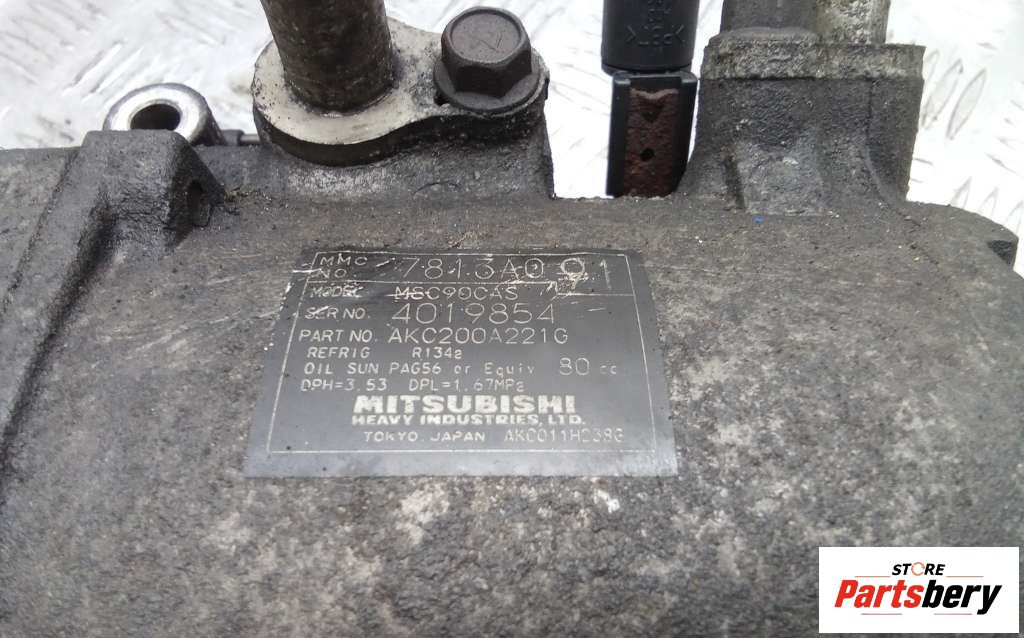 MMC NO. 7813A091
MODEL MSC90CAS
SER NO. 4019854
PART NO. AKC200A221G
REFRIG R134a
OIL SUN PAG56 or Equiv 80 cc
DPH=3.53 DPL=1.67MPa
MITSUBISHI
HEAVY INDUSTRIES, LTD.
TOKYO, JAPAN AKC011H238G
STORE
Partsbery